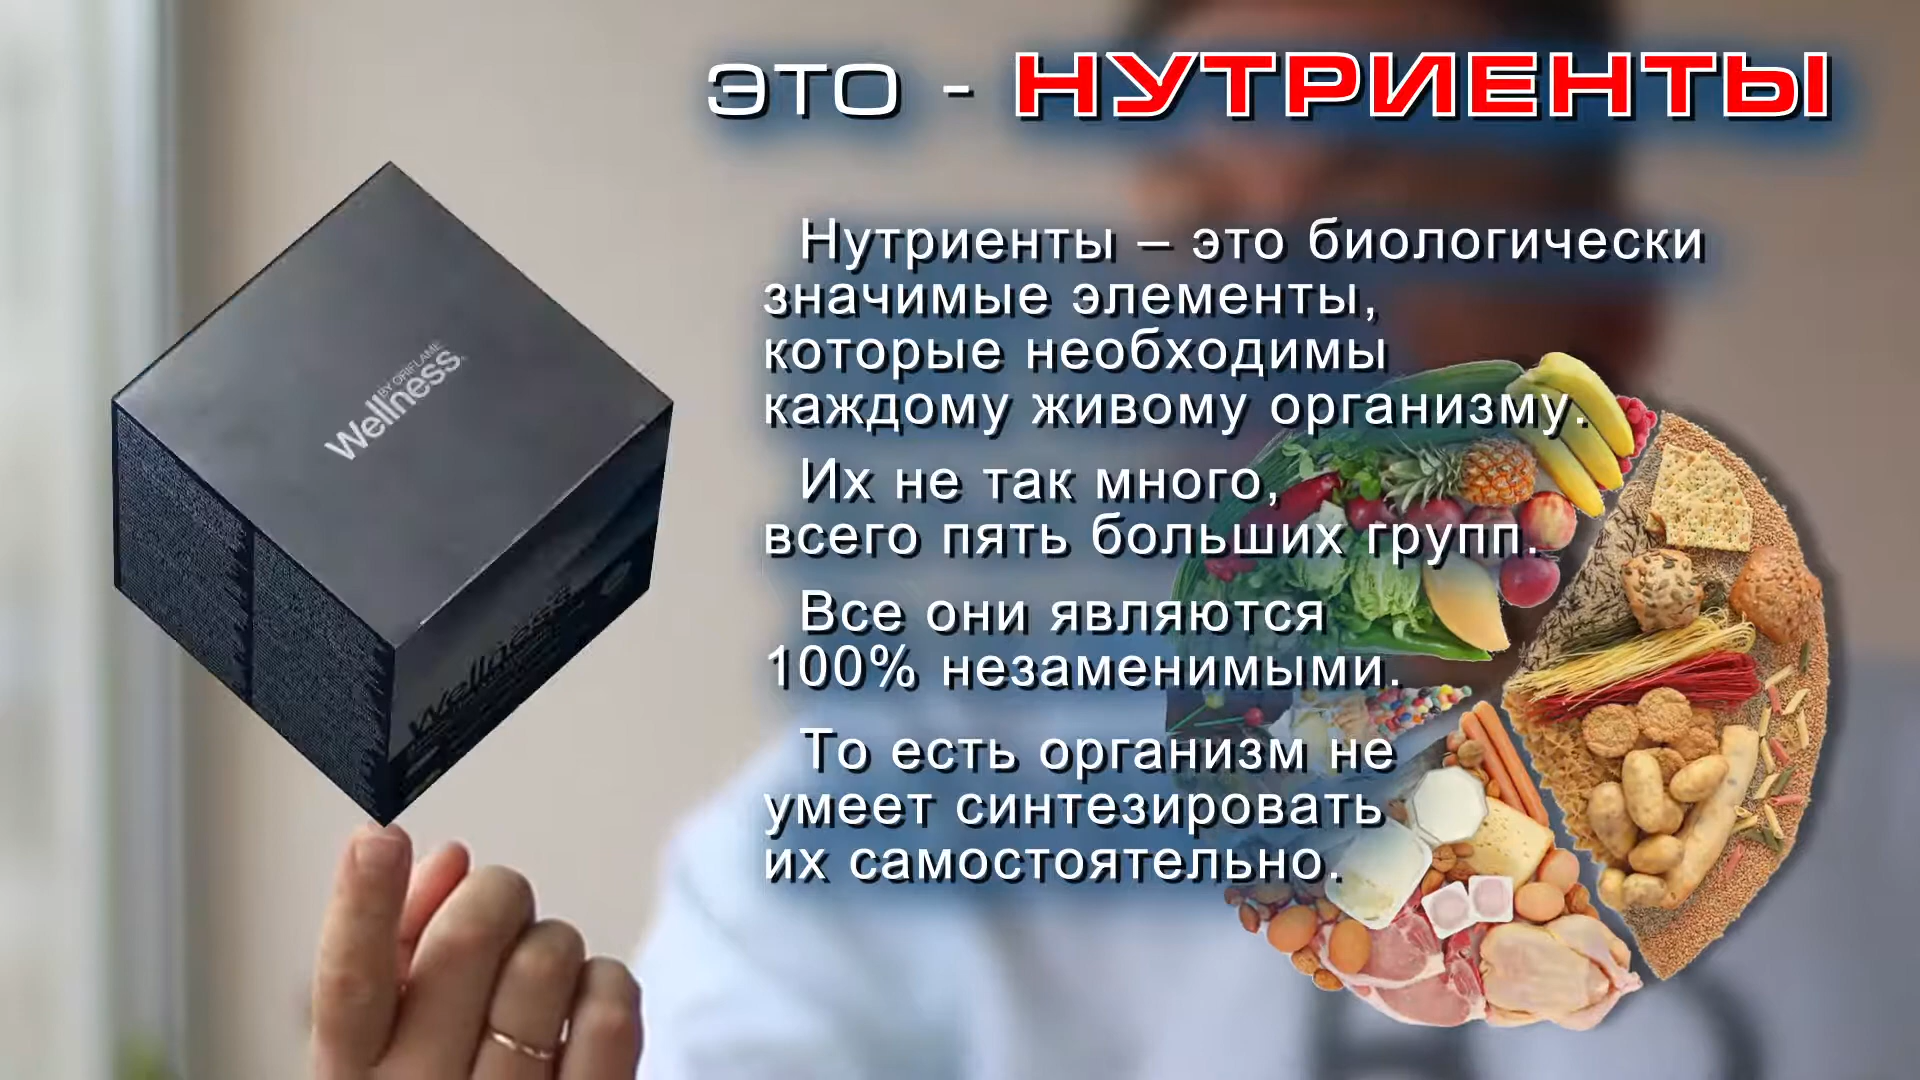 ЭТО - НУТРИЕНТЫ
Нутриенты – это биологически
значимые элементы,
которые необходимы
каждому живому организму.
Их не так много,
всего пять больших групп.
Все они являются
100% незаменимыми.
То есть организм не
умеет синтезировать
их самостоятельно.
BY ORIFLAME
Wellness
Wellness